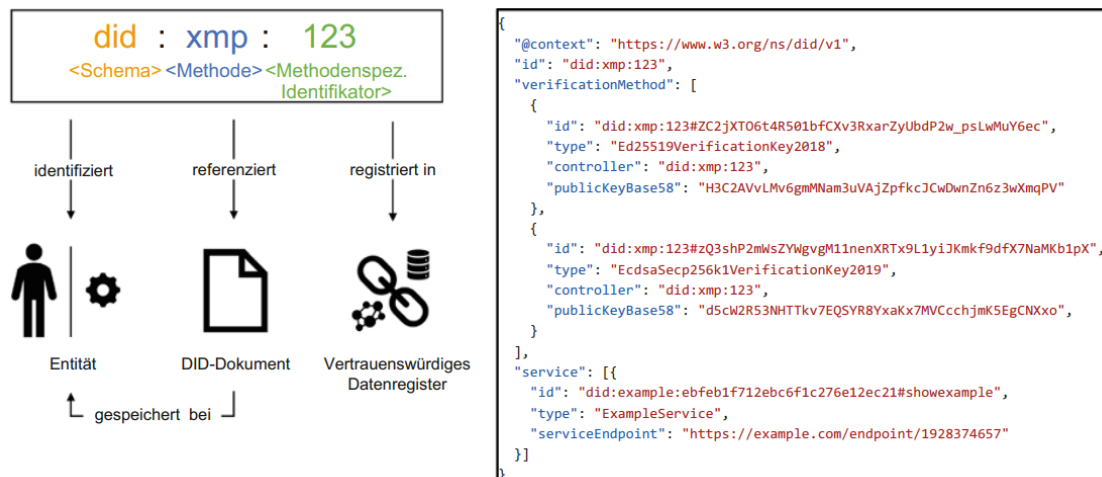 did : xmp : 123
<Schema> <Methode> <Methodenspez.
Identifikator>
identifiziert
referenziert
registriert in
Entität
DID-Dokument
Vertrauenswürdiges
Datenregister
gespeichert bei
{
"@context": "https://www.w3.org/ns/did/v1",
"id": "did:xmp:123",
"verificationMethod": [
{
"id": "did:xmp:123#ZC2jXTO6t4R501bfCXv3RxarZyUbdP2w_psLwMuY6ec",
"type": "Ed25519VerificationKey2018",
"controller": "did:xmp:123",
"publicKeyBase58": "H3C2AVvLMv6gmMNam3uVAjZpfkcJCwDwnZn6z3wXmqPV"
},
{
"id": "did:xmp:123#zQ3shP2mWsZYWgvgM11nenXRTx9L1yiJKmkf9dfX7NaMKb1pX",
"type": "EcdsaSecp256k1VerificationKey2019",
"controller": "did:xmp:123",
"publicKeyBase58": "d5cW2R53NHTTkv7EQSYR8YxaKx7MVCcchjmK5EgCNXxo",
}
],
"service": [{
"id": "did:example:ebfeb1f712ebc6f1c276e12ec21#showexample",
"type": "ExampleService",
"serviceEndpoint": "https://example.com/endpoint/1928374657"
}]
}